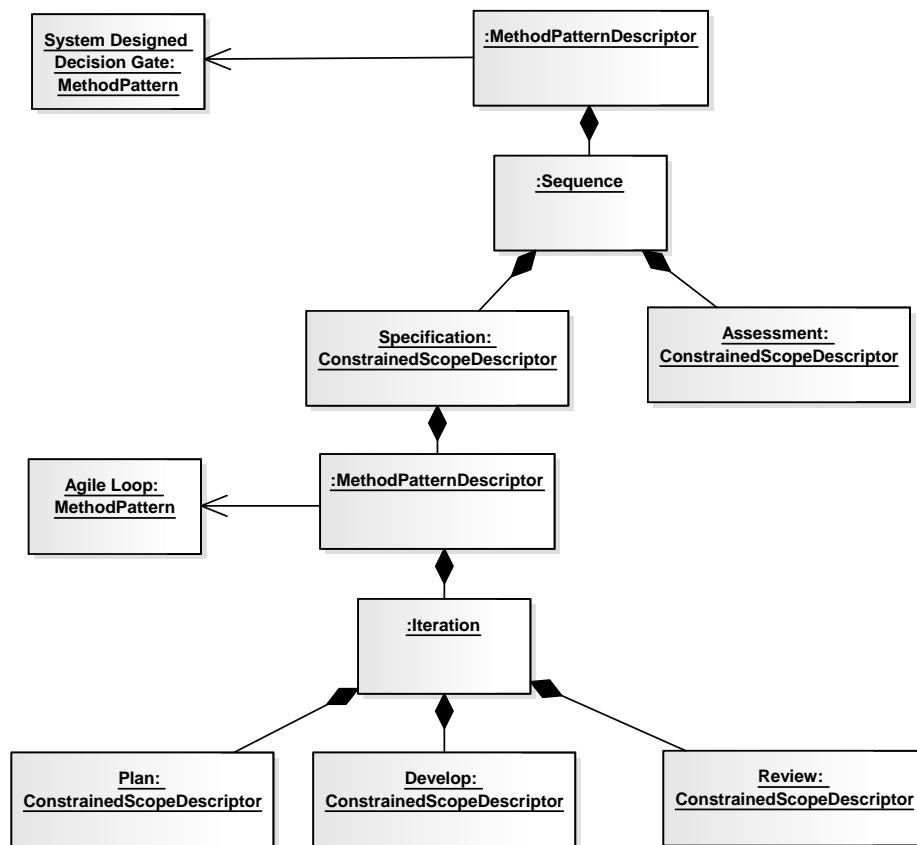 System Designed
Decision Gate:
MethodPattern
:MethodPatternDescriptor
:Sequence
Specification:
ConstrainedScopeDescriptor
Assessment:
ConstrainedScopeDescriptor
Agile Loop:
MethodPattern
:MethodPatternDescriptor
:Iteration
Plan:
ConstrainedScopeDescriptor
Develop:
ConstrainedScopeDescriptor
Review:
ConstrainedScopeDescriptor